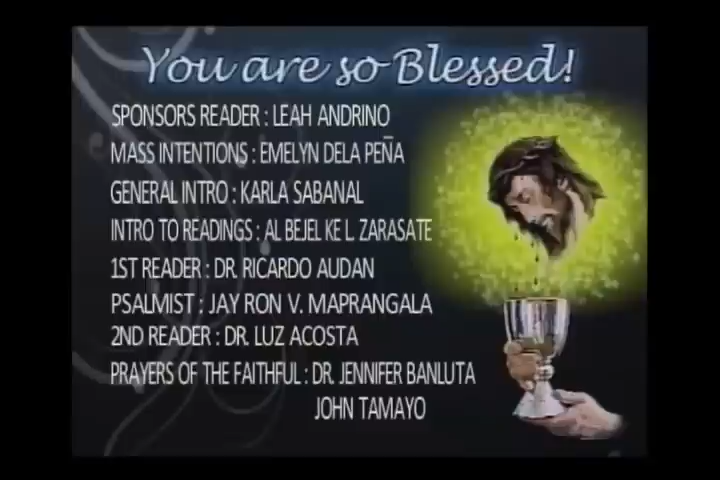 You are so Blessed!
SPONSORS READER : LEAH ANDRINO
MASS INTENTIONS : EMELYN DELA PEÑA
GENERAL INTRO : KARLA SABANAL
INTRO TO READINGS : AL BEJEL KE L. ZARASATE
1ST READER : DR. RICARDO AUDAN
PSALMIST : JAY RON V. MAPRANGALA
2ND READER : DR. LUZ ACOSTA
PRAYERS OF THE FAITHFUL : DR. JENNIFER BANLUTA
JOHN TAMAYO